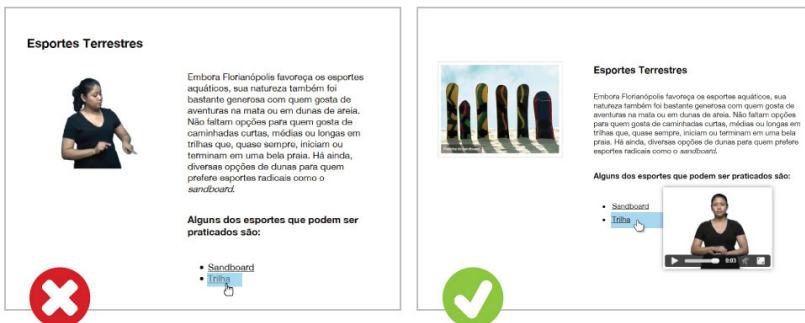 Esportes Terrestres
Embora Florianópolis favoreça os esportes
aquáticos, sua natureza também foi
bastante generosa com quem gosta de
aventuras na mata ou em dunas de areia.
Não faltam opções para quem gosta de
caminhadas curtas, médias ou longas em
trilhas que, quase sempre, iniciam ou
terminam em uma bela praia. Há ainda,
diversas opções de dunas para quem
prefere esportes radicais como o
sandboard.
Alguns dos esportes que podem ser
praticados são:
• Sandboard
• Trilha
Esportes Terrestres
Embora Florianópolis favoreça os esportes aquáticos, sua
natureza também foi bastante generosa com quem gosta de
aventuras na mata ou em dunas de areia. Não faltam opções
para quem gosta de caminhadas curtas, médias ou longas em
trilhas que, quase sempre, iniciam ou terminam em uma bela
praia. Há ainda, diversas opções de dunas para quem prefere
esportes radicais como o sandboard.
Alguns dos esportes que podem ser praticados são:
• Sandboard
• Trilha
0:03